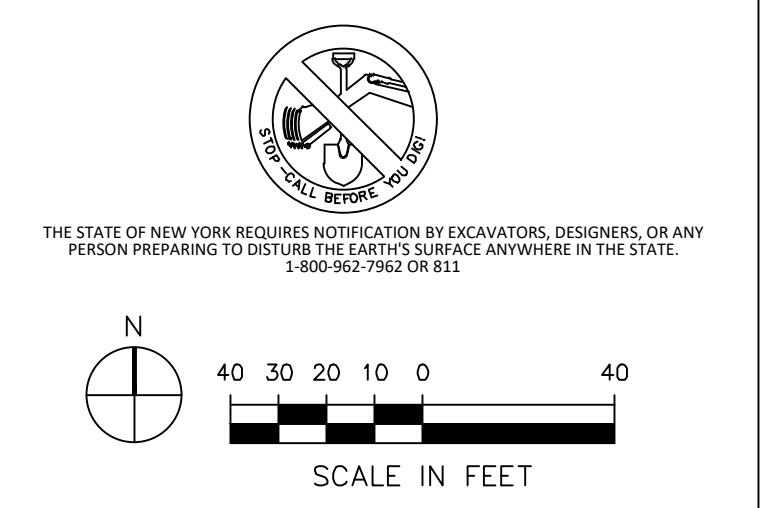 STOP-CALL BEFORE YOU DIG!
THE STATE OF NEW YORK REQUIRES NOTIFICATION BY EXCAVATORS, DESIGNERS, OR ANY
PERSON PREPARING TO DISTURB THE EARTH'S SURFACE ANYWHERE IN THE STATE.
1-800-962-7962 OR 811
N
40 30 20 10 0 40
SCALE IN FEET